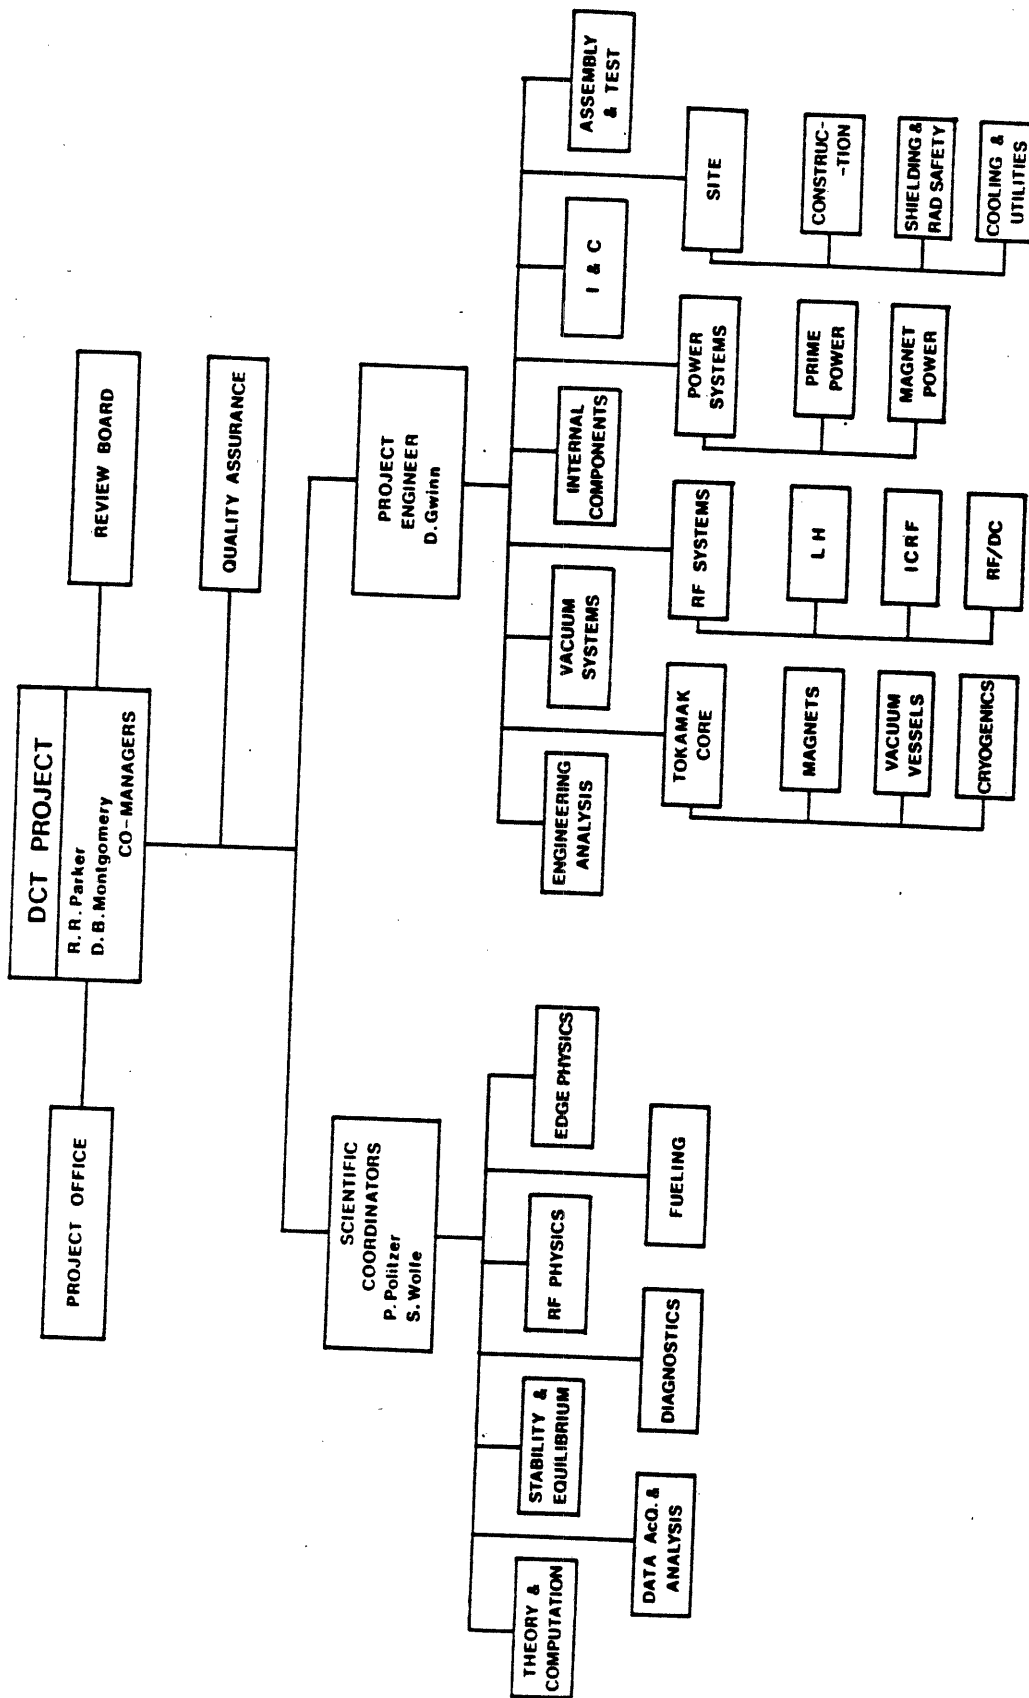 DCT PROJECT
R. R. Parker
D. B. Montgomery
CO-MANAGERS
PROJECT OFFICE
REVIEW BOARD
QUALITY ASSURANCE
SCIENTIFIC
COORDINATORS
P. Politzer
S. Wolfe
PROJECT
ENGINEER
D. Gwinn
THEORY &
COMPUTATION
STABILITY &
EQUILIBRIUM
RF PHYSICS
EDGE PHYSICS
DATA AcQ. &
ANALYSIS
DIAGNOSTICS
FUELING
ENGINEERING
ANALYSIS
VACUUM
SYSTEMS
INTERNAL
COMPONENTS
I & C
ASSEMBLY
& TEST
TOKAMAK
CORE
MAGNETS
VACUUM
VESSELS
CRYOGENICS
RF SYSTEMS
L H
ICRF
RF/DC
POWER
SYSTEMS
PRIME
POWER
MAGNET
POWER
SITE
CONSTRUC-
-TION
SHIELDING &
RAD SAFETY
COOLING &
UTILITIES